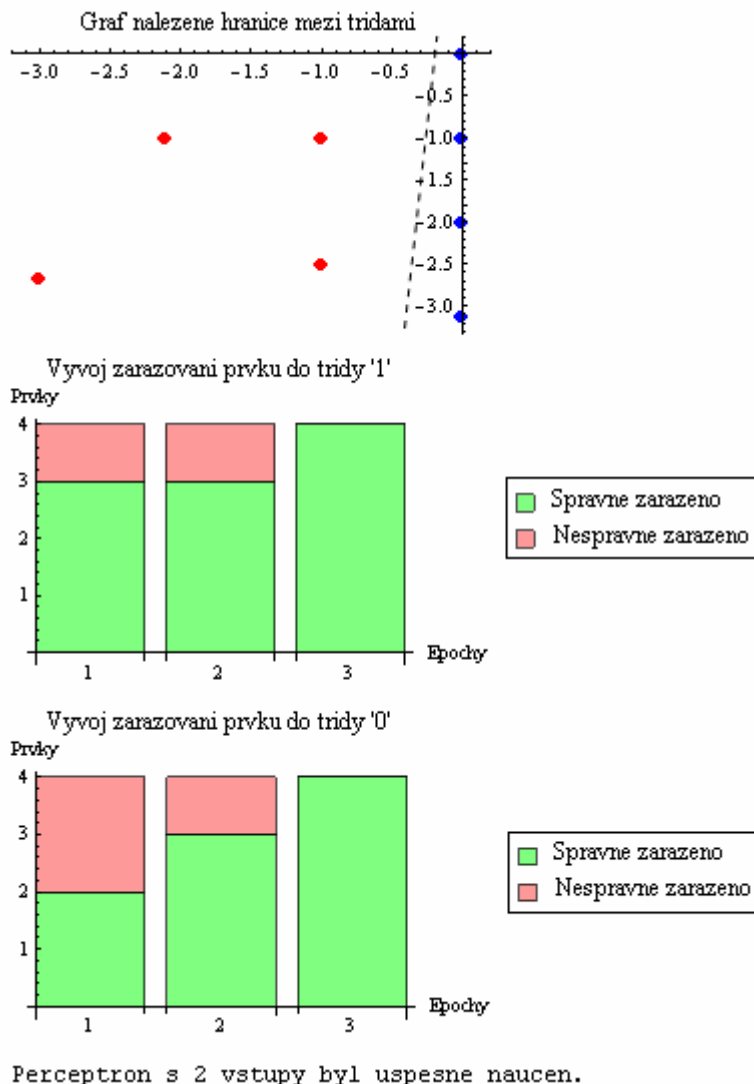 Graf nalezene hranice mezi tridami
-3.0 -2.5 -2.0 -1.5 -1.0 -0.5
-0.5
-1.0
-1.5
-2.0
-2.5
-3.0
Vyvoj zarazovani prvku do tridy '1'
Prvky
4
3
2
1
1 2 3
Epochy
Spravne zarazeno
Nespravne zarazeno
Vyvoj zarazovani prvku do tridy '0'
Prvky
4
3
2
1
1 2 3
Epochy
Spravne zarazeno
Nespravne zarazeno
Perceptron s 2 vstupy byl uspesne naucen.